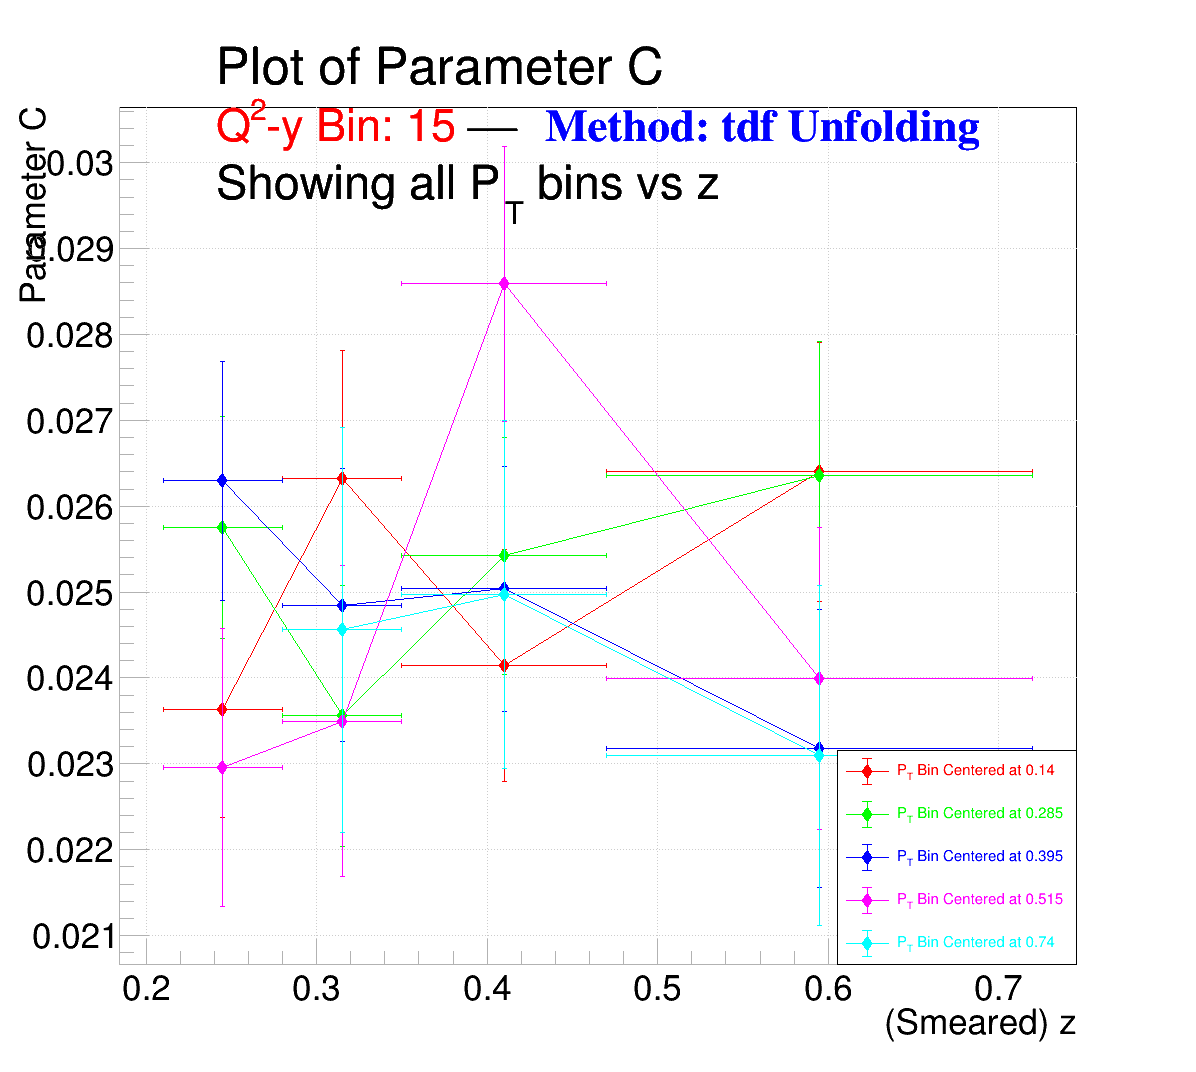 Plot of Parameter C
Q2-y Bin: 15 — Method: tdf Unfolding
Showing all PT bins vs z
Parameter C
0.03
0.029
0.028
0.027
0.026
0.025
0.024
0.023
0.022
0.021
PT Bin Centered at 0.14
PT Bin Centered at 0.285
PT Bin Centered at 0.395
PT Bin Centered at 0.515
PT Bin Centered at 0.74
0.2 0.3 0.4 0.5 0.6 0.7
(Smeared) z